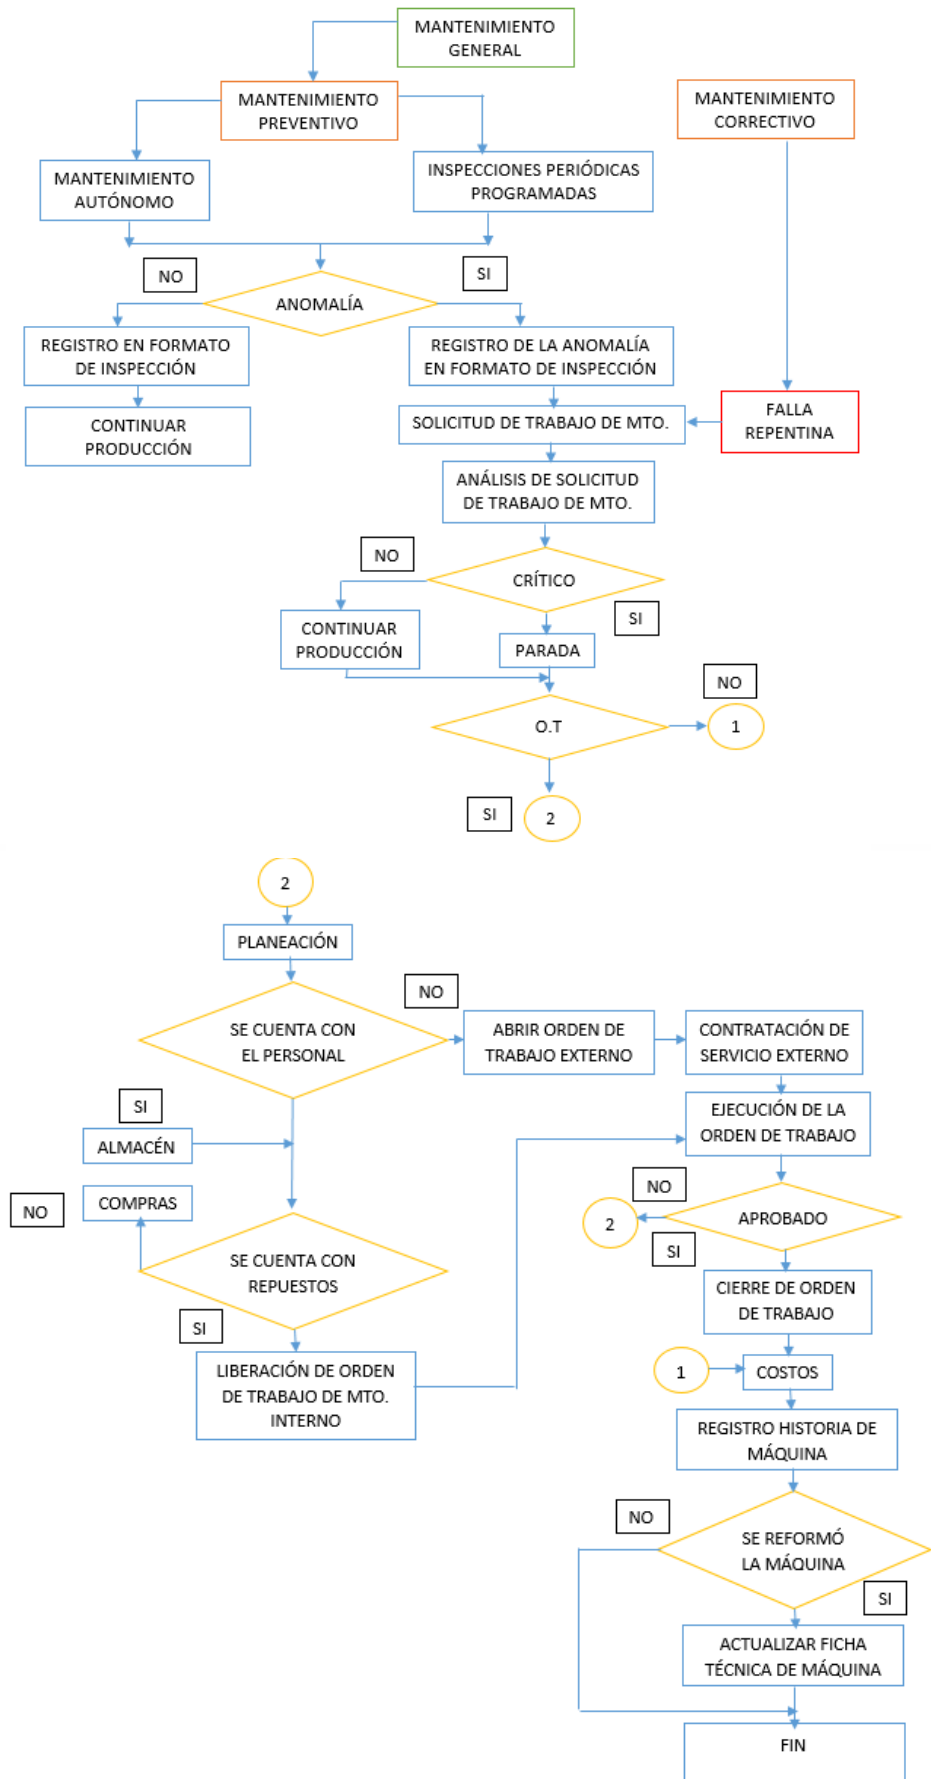 MANTENIMIENTO
GENERAL
MANTENIMIENTO
PREVENTIVO
MANTENIMIENTO
CORRECTIVO
MANTENIMIENTO
AUTÓNOMO
INSPECCIONES PERIÓDICAS
PROGRAMADAS
NO
SI
ANOMALÍA
REGISTRO EN FORMATO
DE INSPECCIÓN
REGISTRO DE LA ANOMALÍA
EN FORMATO DE INSPECCIÓN
CONTINUAR
PRODUCCIÓN
SOLICITUD DE TRABAJO DE MTO.
FALLA
REPENTINA
ANÁLISIS DE SOLICITUD
DE TRABAJO DE MTO.
NO
CRÍTICO
SI
CONTINUAR
PRODUCCIÓN
PARADA
NO
O.T
1
SI
2
2
PLANEACIÓN
NO
SE CUENTA CON
EL PERSONAL
ABRIR ORDEN DE
TRABAJO EXTERNO
CONTRATACIÓN DE
SERVICIO EXTERNO
SI
EJECUCIÓN DE LA
ORDEN DE TRABAJO
ALMACÉN
NO
COMPRAS
NO
2
APROBADO
SI
SE CUENTA CON
REPUESTOS
CIERRE DE ORDEN
DE TRABAJO
SI
LIBERACIÓN DE ORDEN
DE TRABAJO DE MTO.
INTERNO
1
COSTOS
REGISTRO HISTORIA DE
MÁQUINA
NO
SE REFORMÓ
LA MÁQUINA
SI
ACTUALIZAR FICHA
TÉCNICA DE MÁQUINA
FIN